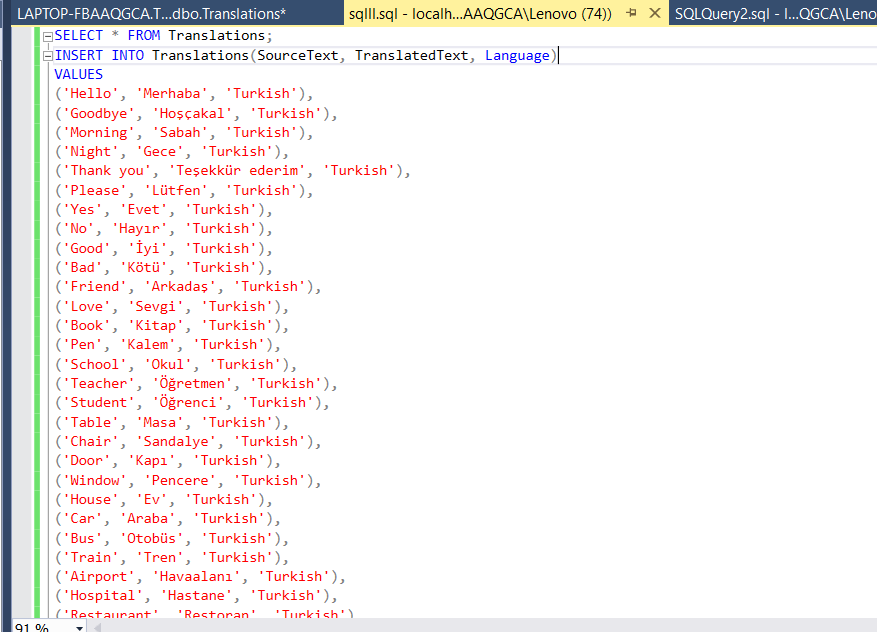 LAPTOP-FBAAQGCA.T...dbo.Translations* sqlll.sql - localh...AAQGCA\Lenovo (74)) SQLQuery2.sql - l...QGCA\Leno
SELECT * FROM Translations;
INSERT INTO Translations(SourceText, TranslatedText, Language)
VALUES
('Hello', 'Merhaba', 'Turkish'),
('Goodbye', 'Hoşçakal', 'Turkish'),
('Morning', 'Sabah', 'Turkish'),
('Night', 'Gece', 'Turkish'),
('Thank you', 'Teşekkür ederim', 'Turkish'),
('Please', 'Lütfen', 'Turkish'),
('Yes', 'Evet', 'Turkish'),
('No', 'Hayır', 'Turkish'),
('Good', 'İyi', 'Turkish'),
('Bad', 'Kötü', 'Turkish'),
('Friend', 'Arkadaş', 'Turkish'),
('Love', 'Sevgi', 'Turkish'),
('Book', 'Kitap', 'Turkish'),
('Pen', 'Kalem', 'Turkish'),
('School', 'Okul', 'Turkish'),
('Teacher', 'Öğretmen', 'Turkish'),
('Student', 'Öğrenci', 'Turkish'),
('Table', 'Masa', 'Turkish'),
('Chair', 'Sandalye', 'Turkish'),
('Door', 'Kapı', 'Turkish'),
('Window', 'Pencere', 'Turkish'),
('House', 'Ev', 'Turkish'),
('Car', 'Araba', 'Turkish'),
('Bus', 'Otobüs', 'Turkish'),
('Train', 'Tren', 'Turkish'),
('Airport', 'Havaalanı', 'Turkish'),
('Hospital', 'Hastane', 'Turkish'),
('Restaurant', 'Restoran', 'Turkish')
91 %